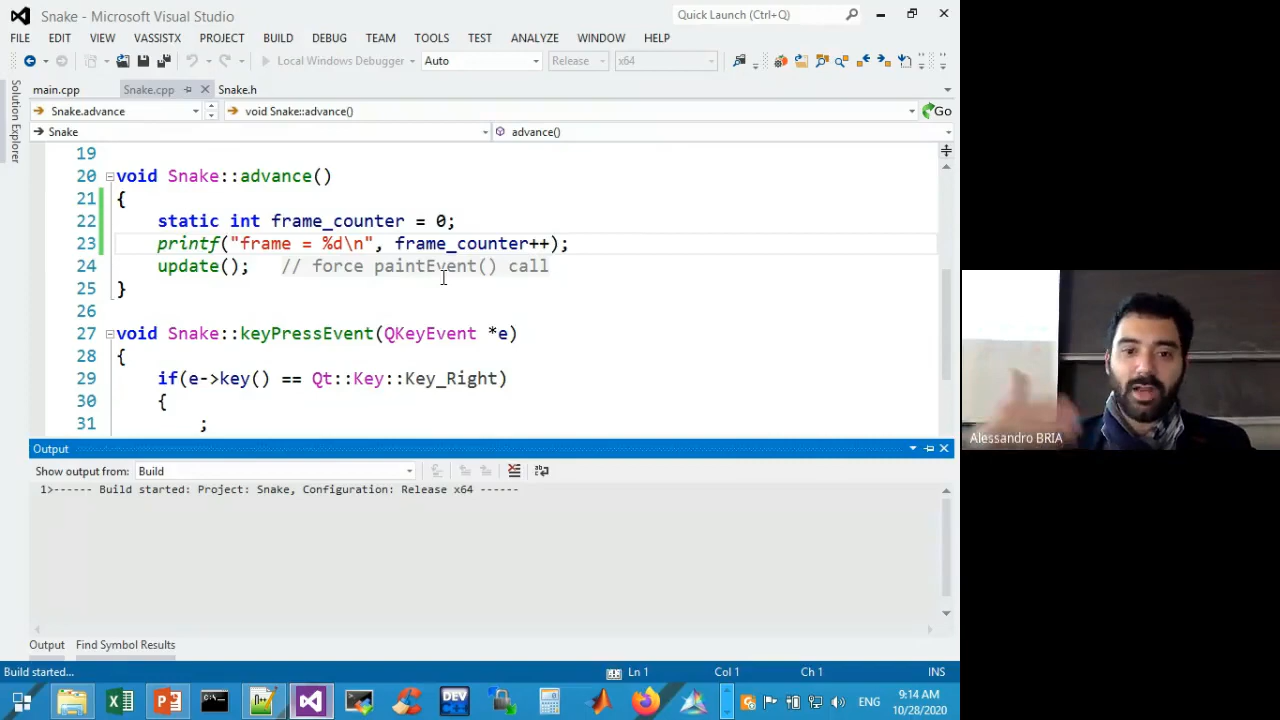 Snake - Microsoft Visual Studio
Quick Launch (Ctrl+Q)
FILE EDIT VIEW VASSISTX PROJECT BUILD DEBUG TEAM TOOLS TEST ANALYZE WINDOW HELP
Local Windows Debugger Auto Release x64
Solution Explorer
main.cpp Snake.cpp Snake.h
Snake.advance void Snake::advance() Go
Snake advance()
19
20 void Snake::advance()
21 {
22 static int frame_counter = 0;
23 printf("frame = %d\n", frame_counter++);
24 update(); // force paintEvent() call
25 }
26
27 void Snake::keyPressEvent(QKeyEvent *e)
28 {
29 if(e->key() == Qt::Key::Key_Right)
30 {
31 ;
Alessandro BRIA
Output
Show output from: Build
1>------ Build started: Project: Snake, Configuration: Release x64 ------
Output Find Symbol Results
Build started... Ln 1 Col 1 Ch 1 INS
DEV
ENG
9:14 AM
10/28/2020